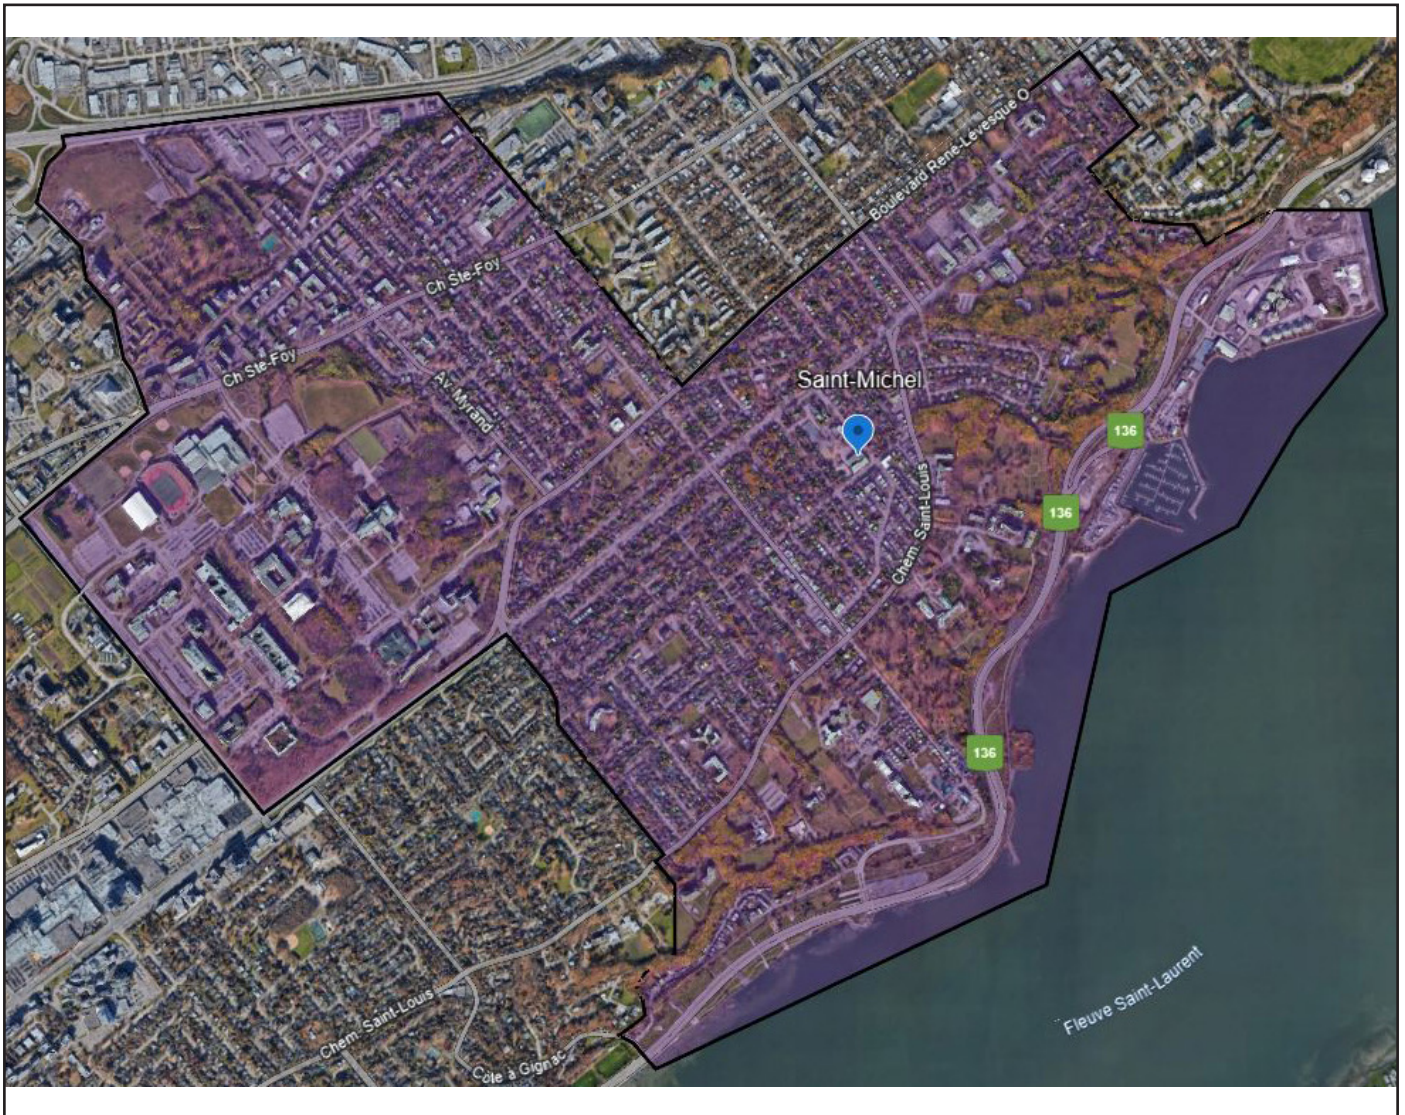 Boulevard René-Lévesque O
Ch Ste-Foy
Ch Ste-Foy
Av. Myrand
Saint-Michel
136
136
Chem. Saint-Louis
136
Fleuve Saint-Laurent
Chem. Saint-Louis
Côte à Gignac